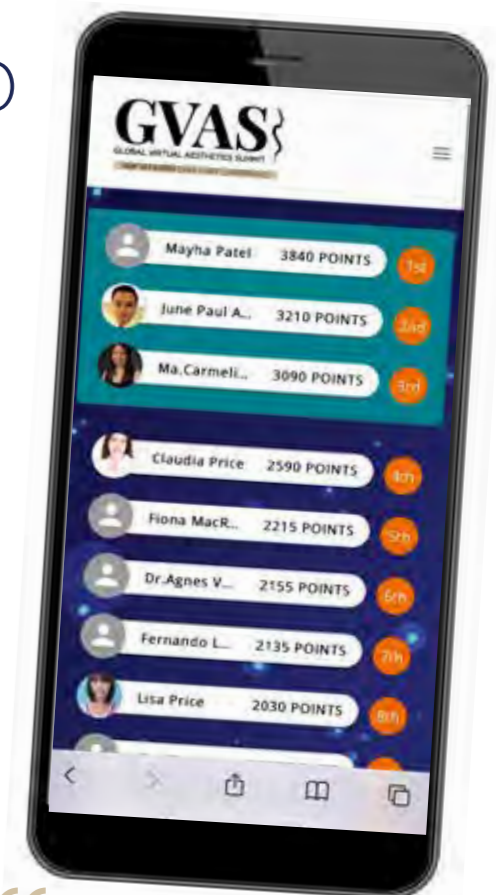 GVAS
GLOBAL VIRTUAL AESTHETICS SUMMIT
Mayha Patel 3840 POINTS 1st
June Paul A... 3210 POINTS 2nd
Ma.Carmeli... 3090 POINTS 3rd
Claudia Price 2590 POINTS 4th
Fiona MacR... 2215 POINTS 5th
Dr.Agnes V... 2155 POINTS 6th
Fernando L... 2135 POINTS 7th
Lisa Price 2030 POINTS 8th
“